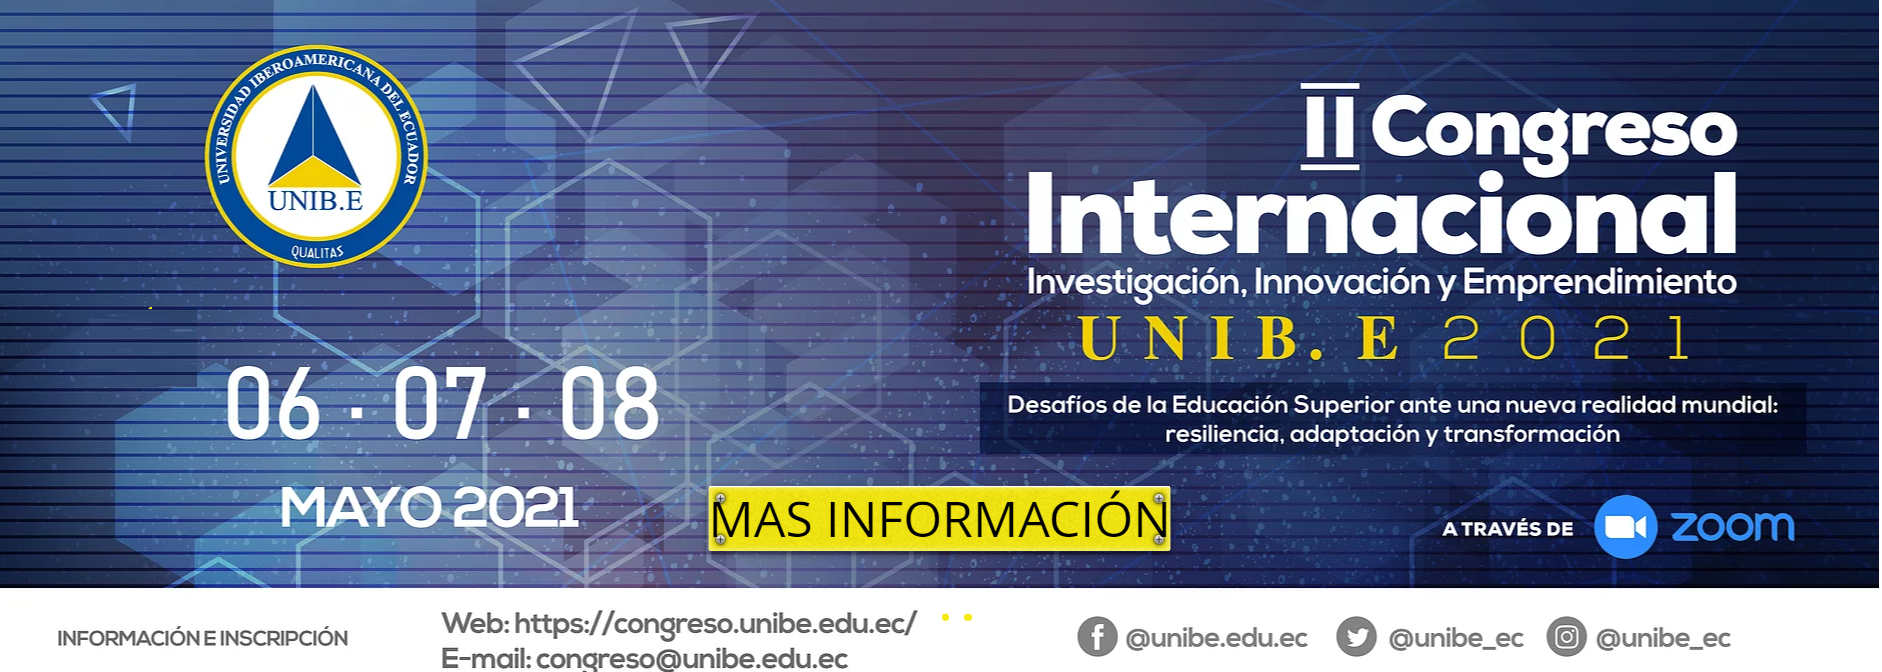 UNIVERSIDAD IBEROAMERICANA DEL ECUADOR
UNIB.E
QUALITAS
II Congreso
Internacional
Investigación, Innovación y Emprendimiento
UNIB.E 2021
Desafíos de la Educación Superior ante una nueva realidad mundial:
resiliencia, adaptación y transformación
06 · 07 · 08
MAYO 2021
MAS INFORMACIÓN
A TRAVÉS DE zoom
INFORMACIÓN E INSCRIPCIÓN
Web: https://congreso.unibe.edu.ec/
E-mail: congreso@unibe.edu.ec
@unibe.edu.ec @unibe_ec @unibe_ec